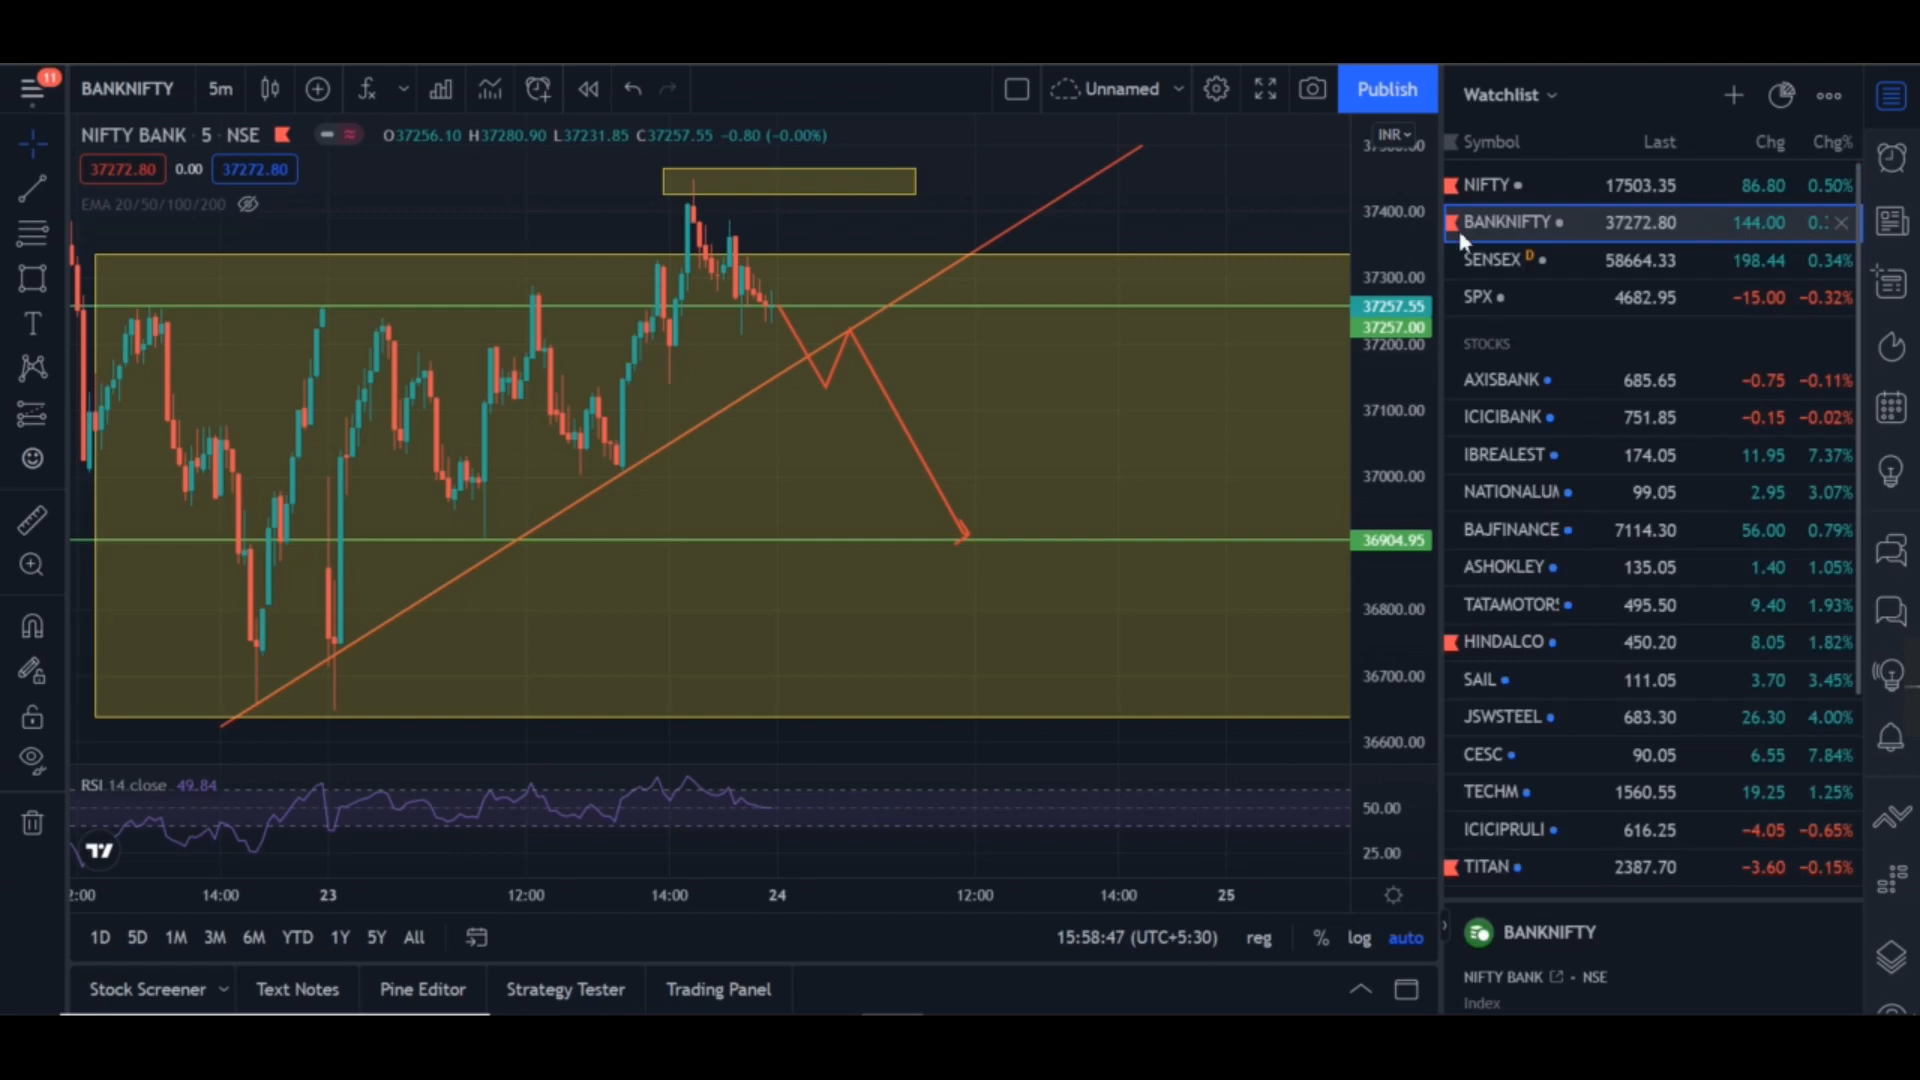 11
BANKNIFTY 5m Unnamed Publish
NIFTY BANK · 5 · NSE O37256.10 H37280.90 L37231.85 C37257.55 −0.80 (−0.00%)
37272.80 0.00 37272.80
EMA 20/50/100/200
INR
37400.00
37300.00
37257.55
37257.00
37200.00
37100.00
37000.00
36904.95
36800.00
36700.00
36600.00
RSI 14 close 49.84
50.00
25.00
14:00 23 12:00 14:00 24 12:00 14:00 25
1D 5D 1M 3M 6M YTD 1Y 5Y All 15:58:47 (UTC+5:30) reg % log auto
Stock Screener Text Notes Pine Editor Strategy Tester Trading Panel
Watchlist
Symbol Last Chg Chg%
NIFTY 17503.35 86.80 0.50%
BANKNIFTY 37272.80 144.00
SENSEX D 58664.33 198.44 0.34%
SPX 4682.95 −15.00 −0.32%
STOCKS
AXISBANK 685.65 −0.75 −0.11%
ICICIBANK 751.85 −0.15 −0.02%
IBREALEST 174.05 11.95 7.37%
NATIONALUM 99.05 2.95 3.07%
BAJFINANCE 7114.30 56.00 0.79%
ASHOKLEY 135.05 1.40 1.05%
TATAMOTORS 495.50 9.40 1.93%
HINDALCO 450.20 8.05 1.82%
SAIL 111.05 3.70 3.45%
JSWSTEEL 683.30 26.30 4.00%
CESC 90.05 6.55 7.84%
TECHM 1560.55 19.25 1.25%
ICICIPRULI 616.25 −4.05 −0.65%
TITAN 2387.70 −3.60 −0.15%
BANKNIFTY
NIFTY BANK - NSE
Index